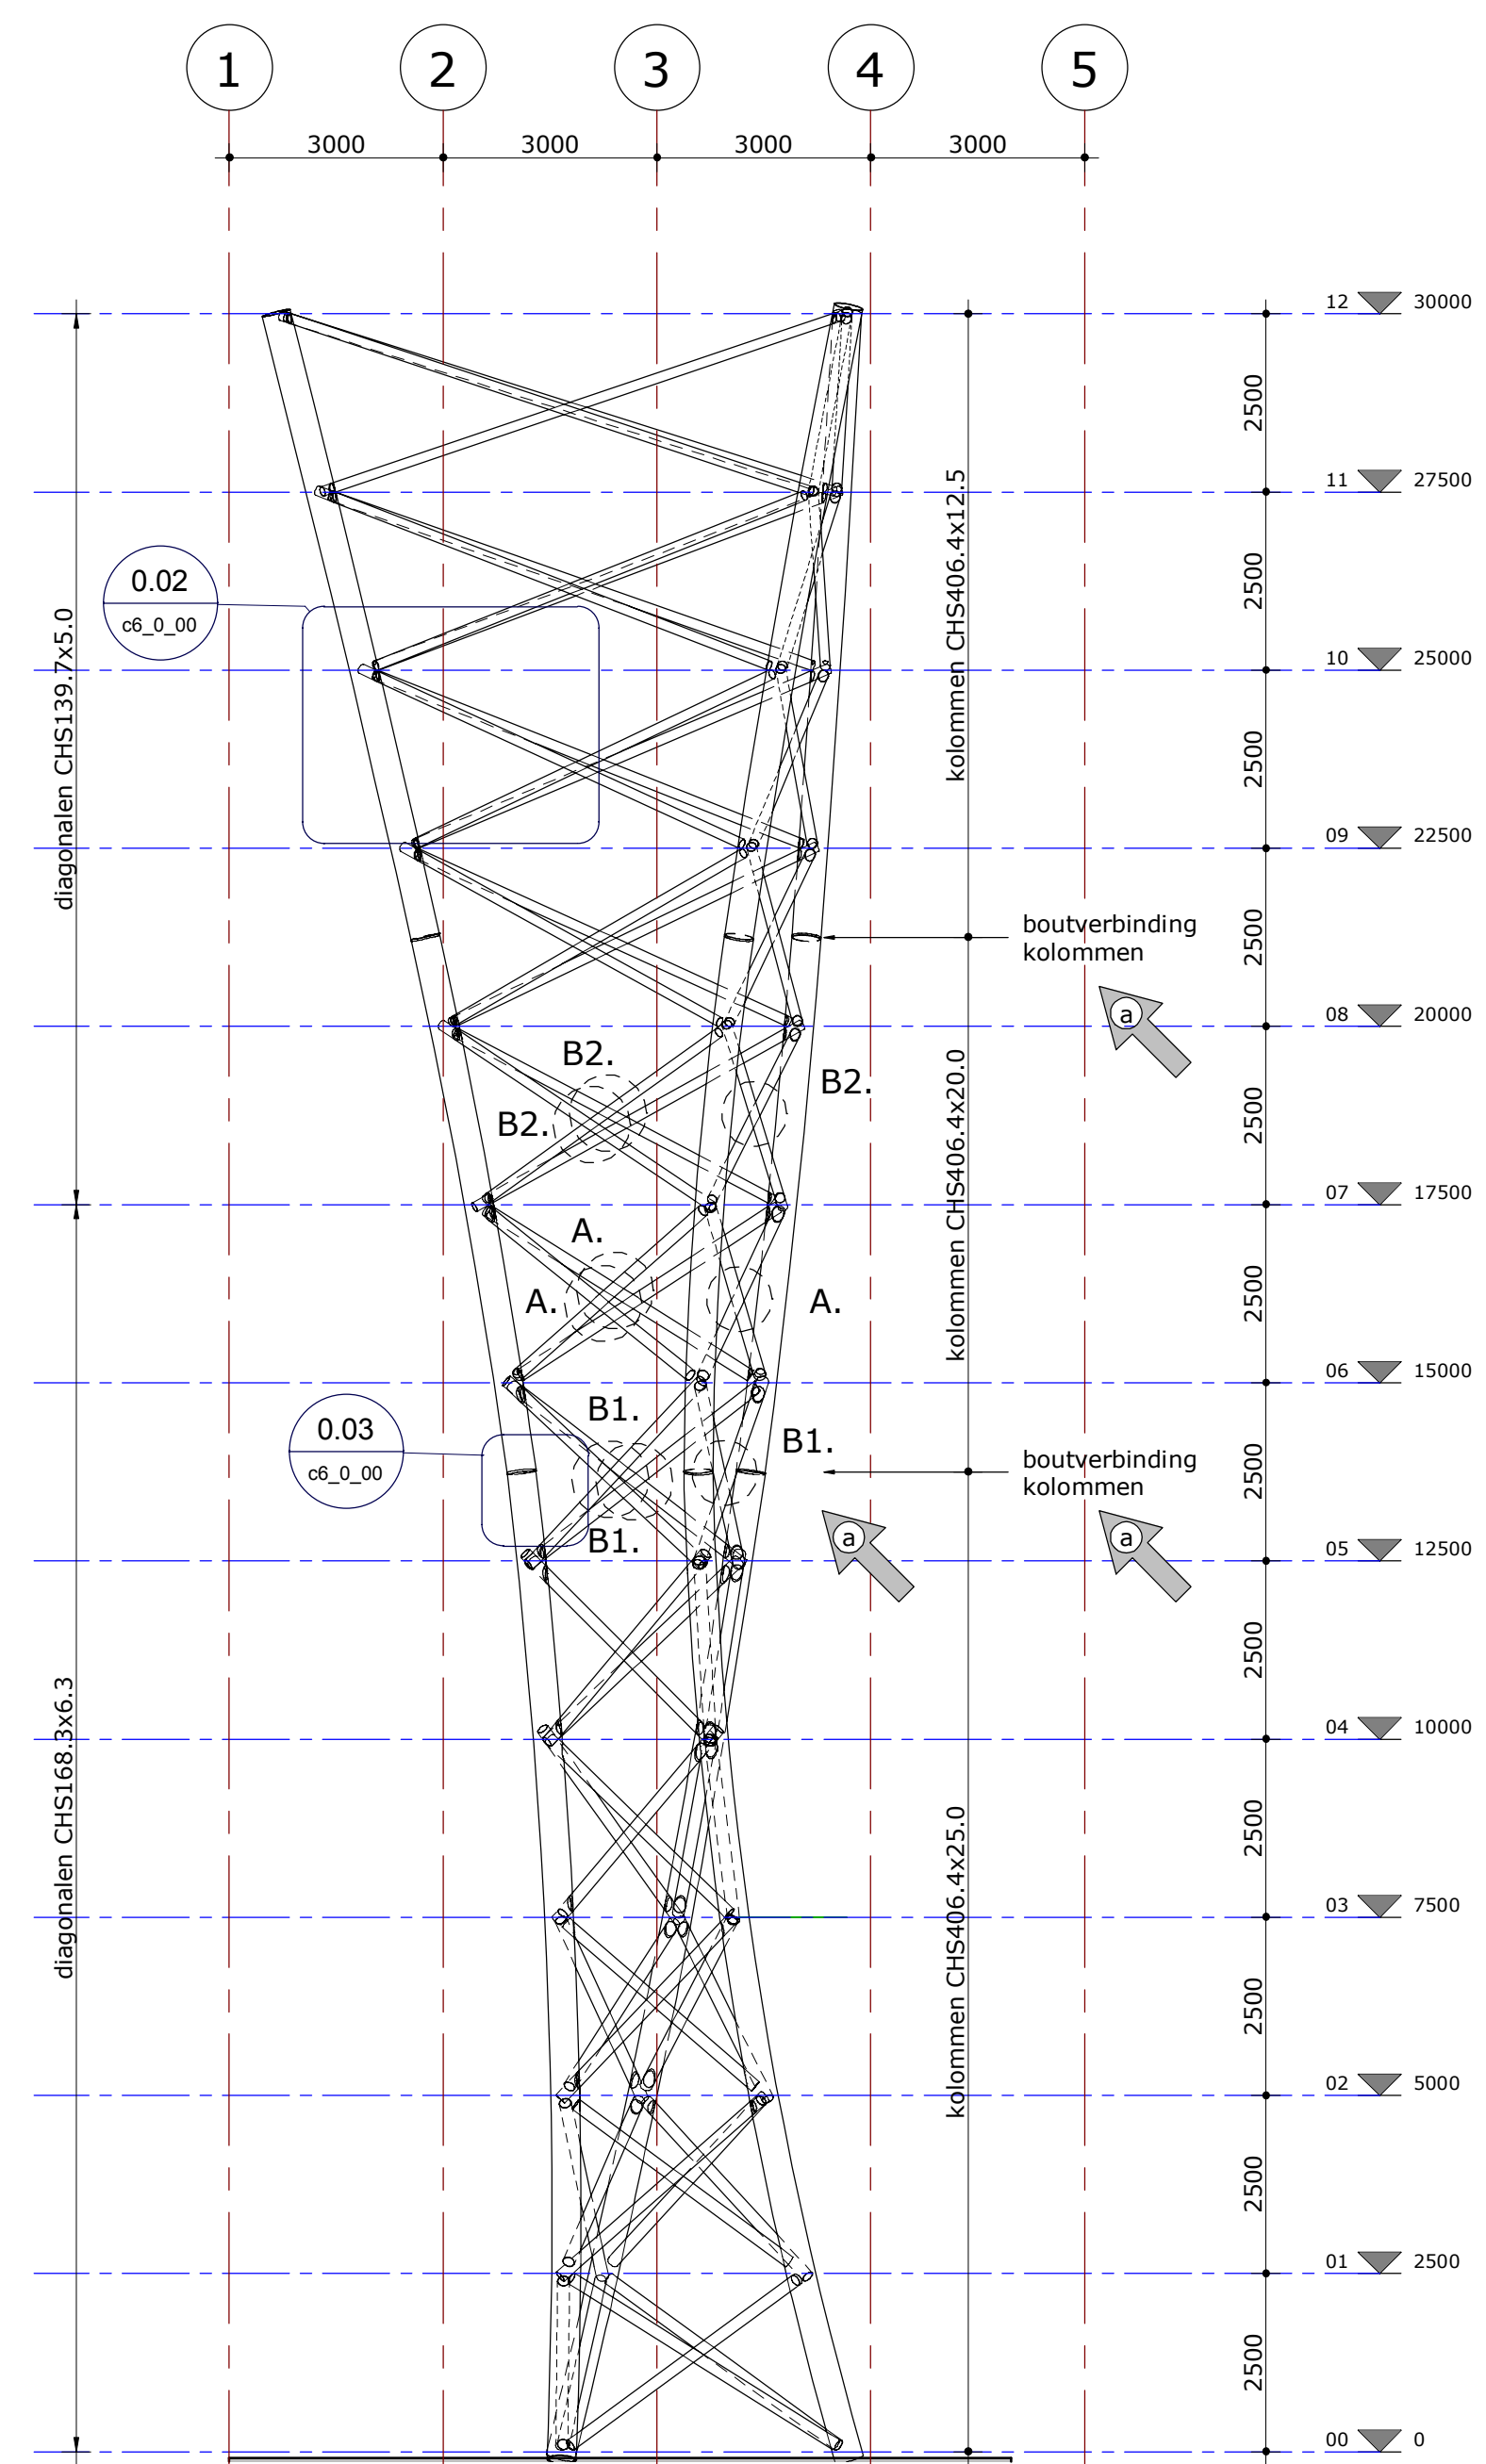 1 2 3 4 5
3000 3000 3000 3000
12 30000
2500
kolommen CHS406.4x12.5
11 27500
0.02
c6_0_00
2500
diagonalen CHS139.7x5.0
10 25000
2500
09 22500
boutverbinding
kolommen
2500
a
08 20000
B2.
B2.
B2.
kolommen CHS406.4x20.0
2500
07 17500
A.
A.
A.
2500
06 15000
B1.
0.03
c6_0_00
B1.
boutverbinding
kolommen
2500
B1.
a
a
05 12500
2500
diagonalen CHS168.3x6.3
04 10000
2500
kolommen CHS406.4x25.0
03 7500
2500
02 5000
2500
01 2500
2500
00 0